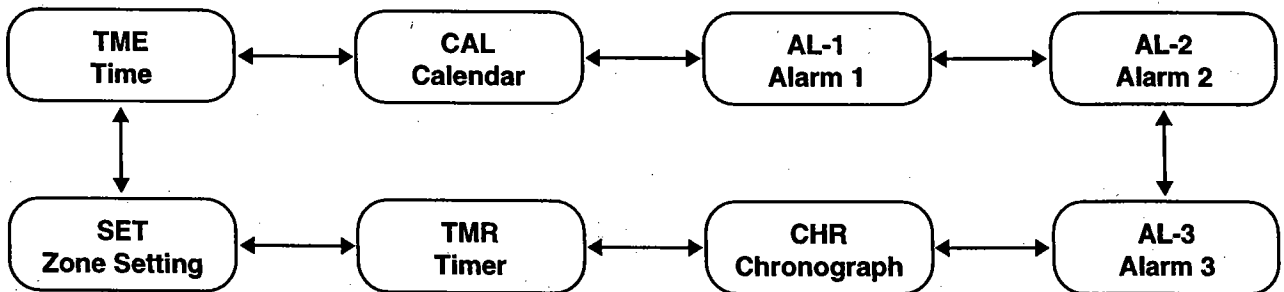 TME
Time
CAL
Calendar
AL-1
Alarm 1
AL-2
Alarm 2
SET
Zone Setting
TMR
Timer
CHR
Chronograph
AL-3
Alarm 3